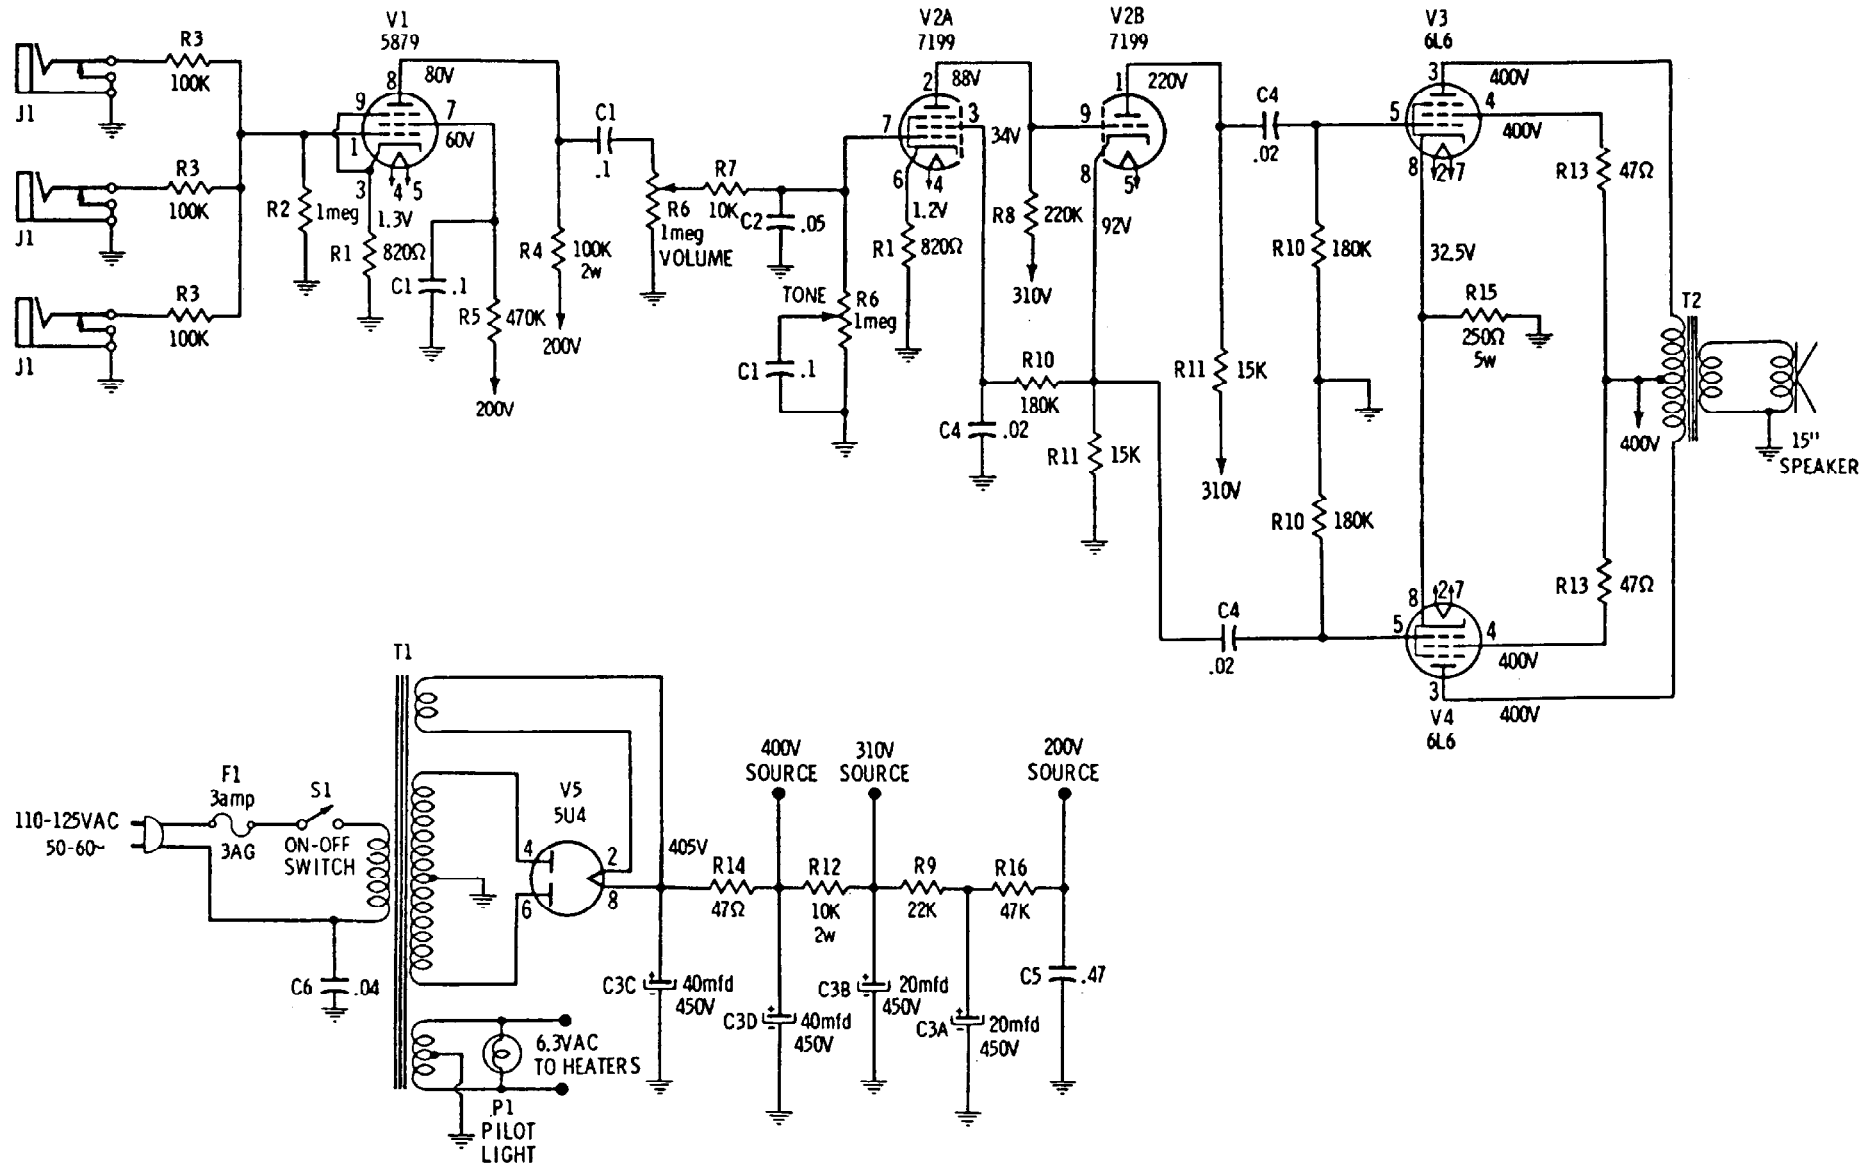 V1
5879
V2A
7199
V2B
7199
V3
6L6
J1
R3
100K
J1
R3
100K
J1
R3
100K
R2
1meg
8
80V
9
7
60V
1
3
4
5
1.3V
R1
820Ω
C1
.1
R5
470K
200V
R4
100K
2w
200V
C1
.1
R6
1meg
VOLUME
R7
10K
C2
.05
TONE
R6
1meg
C1
.1
2
88V
3
34V
7
6
4
1.2V
R1
820Ω
R8
220K
310V
R10
180K
C4
.02
1
220V
9
8
5
92V
R11
15K
R11
15K
310V
C4
.02
R10
180K
R10
180K
C4
.02
3
400V
4
400V
5
8
2
7
32.5V
R15
250Ω
5w
R13
47Ω
R13
47Ω
400V
T2
15"
SPEAKER
8
2
7
5
4
400V
3
400V
V4
6L6
T1
110-125VAC
50-60~
F1
3amp
3AG
S1
ON-OFF
SWITCH
C6
.04
V5
5U4
4
2
6
8
405V
R14
47Ω
400V
SOURCE
R12
10K
2w
310V
SOURCE
R9
22K
R16
47K
200V
SOURCE
C3C
+
-
40mfd
450V
C3D
+
-
40mfd
450V
C3B
+
-
20mfd
450V
C3A
+
-
20mfd
450V
C5
.47
6.3VAC
TO HEATERS
P1
PILOT
LIGHT